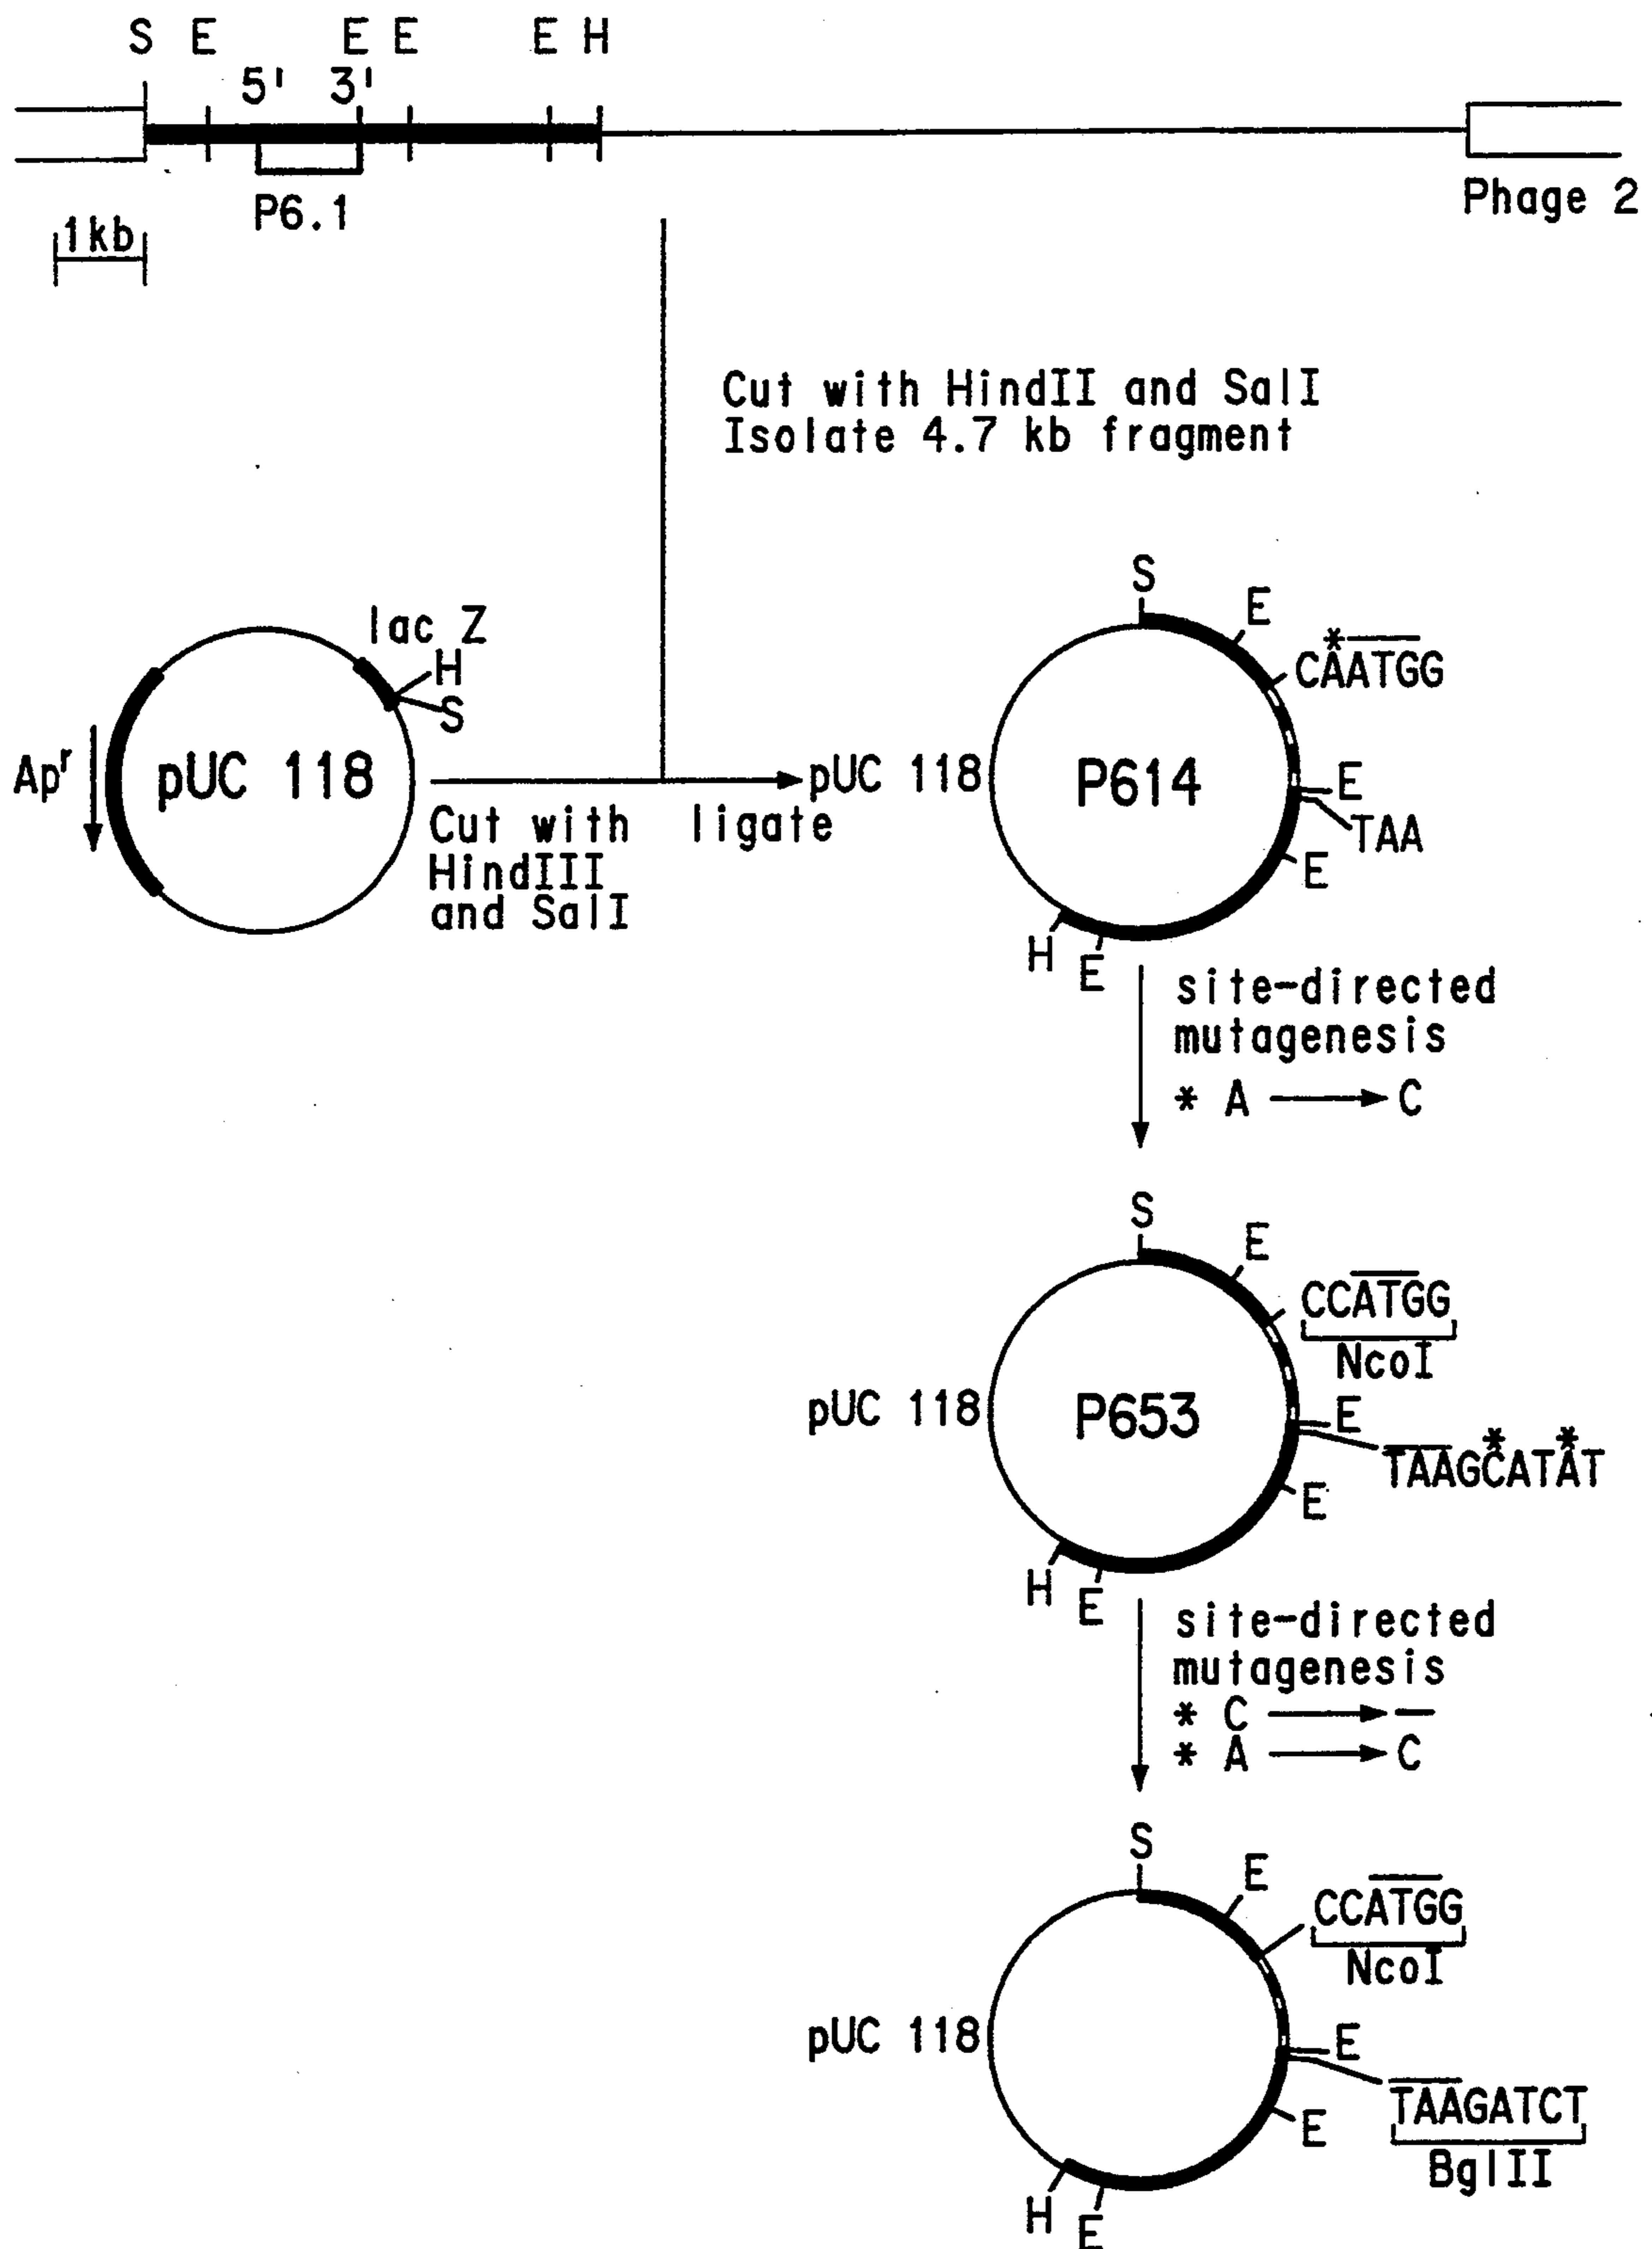 S E E E E H
5' 3'
P6.1
Phage 2
1kb
Cut with HindII and SalI
Isolate 4.7 kb fragment
lac Z
H
S
Apr
pUC 118
Cut with
HindIII
and SalI
ligate
S
E
*
CAATGG
pUC 118
P614
E
TAA
E
H
E
site-directed
mutagenesis
* A → C
S
E
CCATGG
NcoI
pUC 118
P653
E
* *
TAAGCATAT
E
H
E
site-directed
mutagenesis
* C → —
* A → C
S
E
CCATGG
NcoI
pUC 118
E
TAAGATCT
BglII
E
H
E